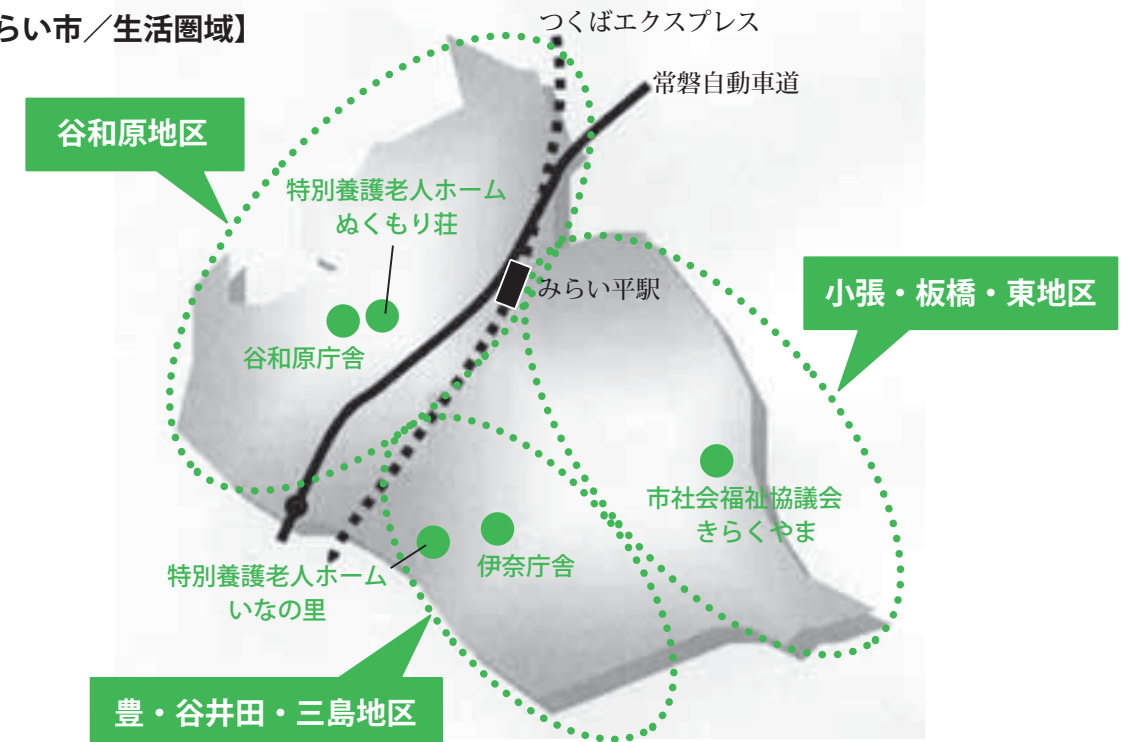 らい市／生活圏域】
つくばエクスプレス
常磐自動車道
谷和原地区
特別養護老人ホーム
ぬくもり荘
みらい平駅
小張・板橋・東地区
谷和原庁舎
市社会福祉協議会
きらくやま
伊奈庁舎
特別養護老人ホーム
いなの里
豊・谷井田・三島地区